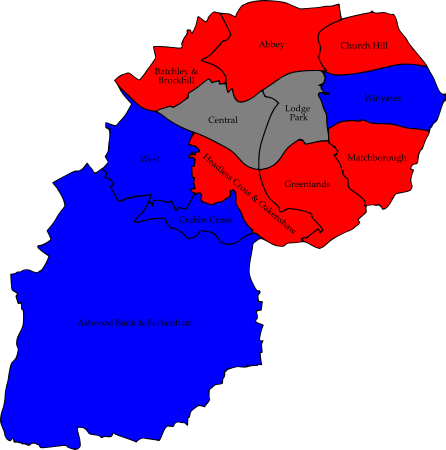 Abbey
Church Hill
Batchley &
Brockhill
Winyates
Lodge
Park
Central
Matchborough
West
Headless Cross & Oakenshaw
Greenlands
Crabbs Cross
Astwood Bank & Feckenham